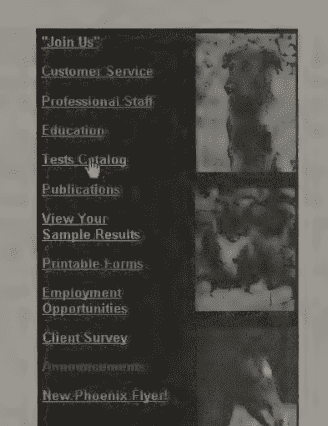 "Join Us"
Customer Service
Professional Staff
Education
Tests Catalog
Publications
View Your
Sample Results
Printable Forms
Employment
Opportunities
Client Survey
Announcements
New Phoenix Flyer!